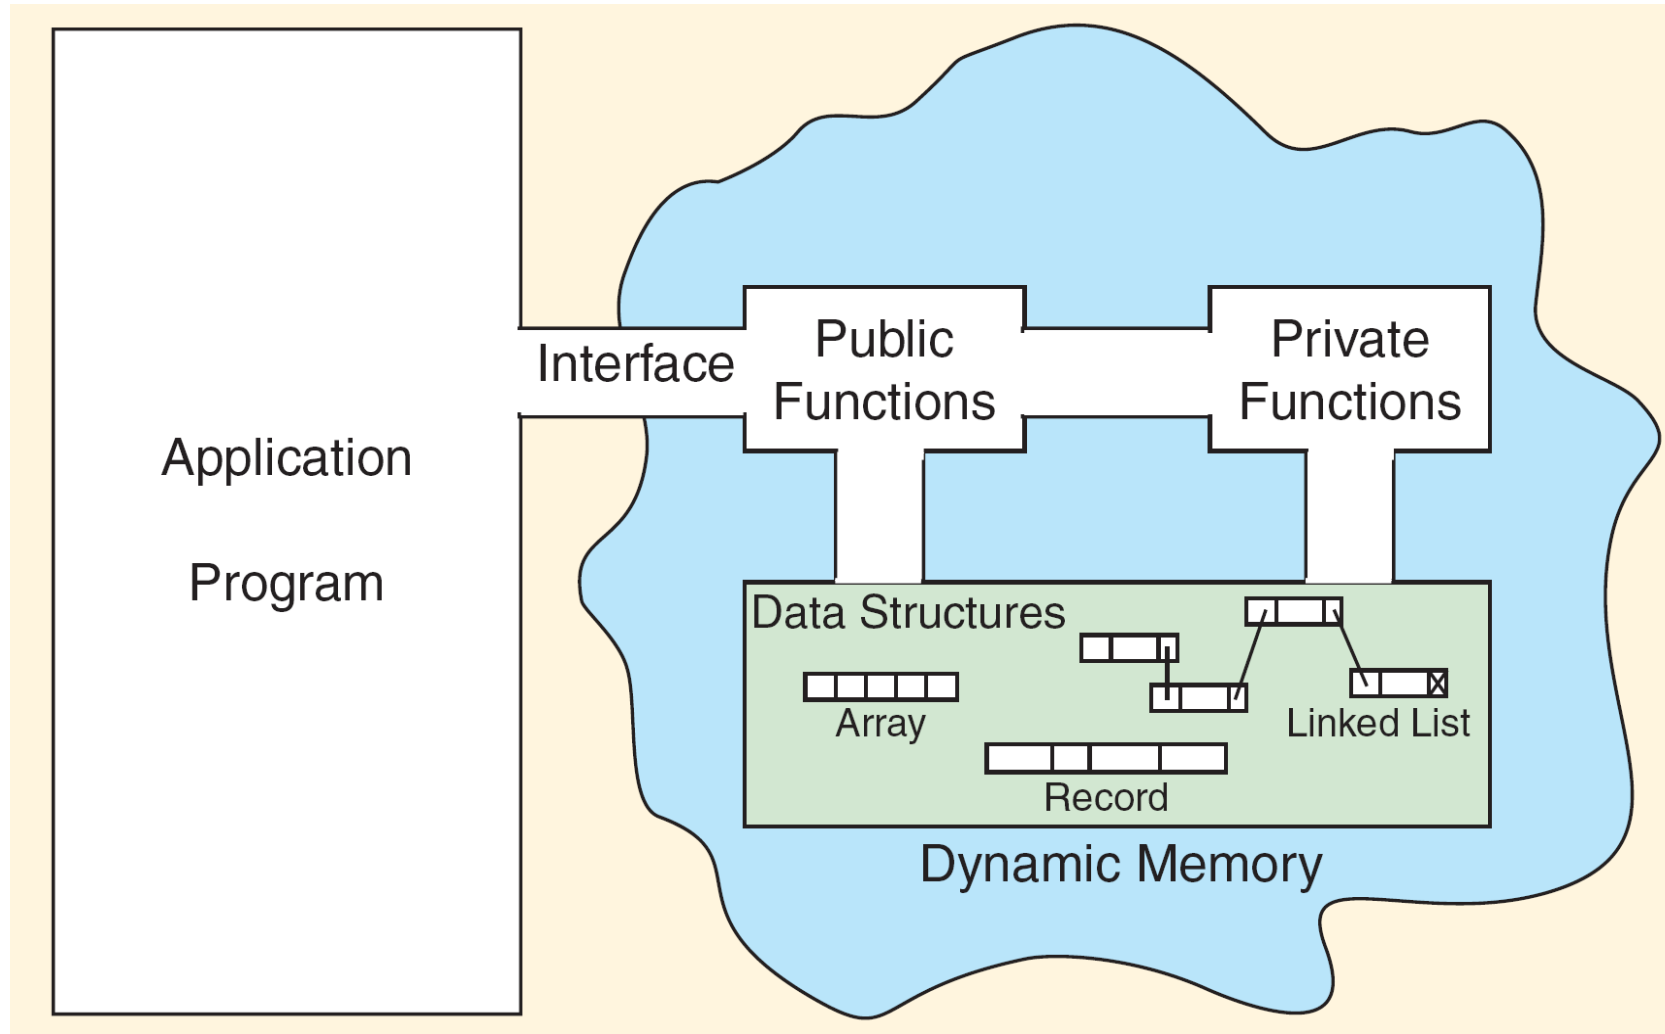 Application
Program
Interface
Public
Functions
Private
Functions
Data Structures
Array
Linked List
Record
Dynamic Memory